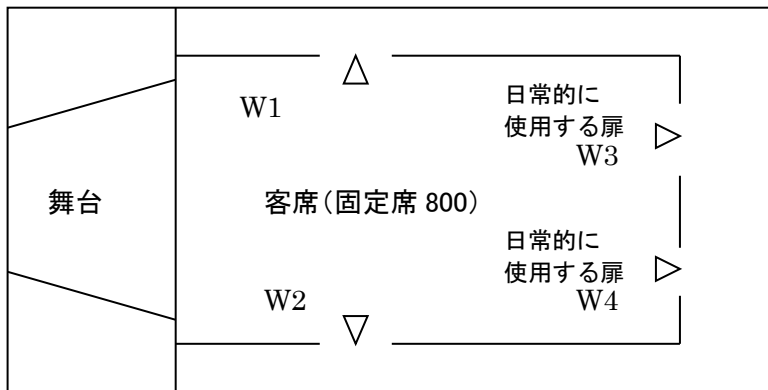 W1
日常的に
使用する扉
W3
舞台
客席(固定席 800)
日常的に
使用する扉
W2
W4